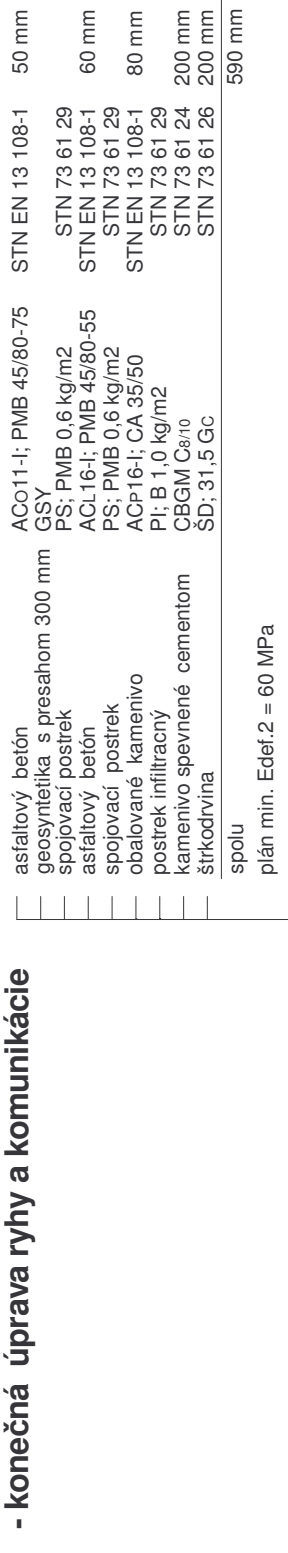 - konečná úprava ryhy a komunikácie
asfaltový betón ACO11-I; PMB 45/80-75 STN EN 13 108-1 50 mm
geosyntetika s presahom 300 mm GSY
spojovací postrek PS; PMB 0,6 kg/m2 STN 73 61 29
asfaltový betón ACL16-I; PMB 45/80-55 STN EN 13 108-1 60 mm
spojovací postrek PS; PMB 0,6 kg/m2 STN 73 61 29
obalované kamenivo ACP16-I; CA 35/50 STN EN 13 108-1 80 mm
postrek infiltracný PI; B 1,0 kg/m2 STN 73 61 29
kamenivo spevnené cementom CBGM C8/10 STN 73 61 24 200 mm
štrkodrvina ŠD; 31,5 GC STN 73 61 26 200 mm
spolu 590 mm
plán min. Edef.2 = 60 MPa